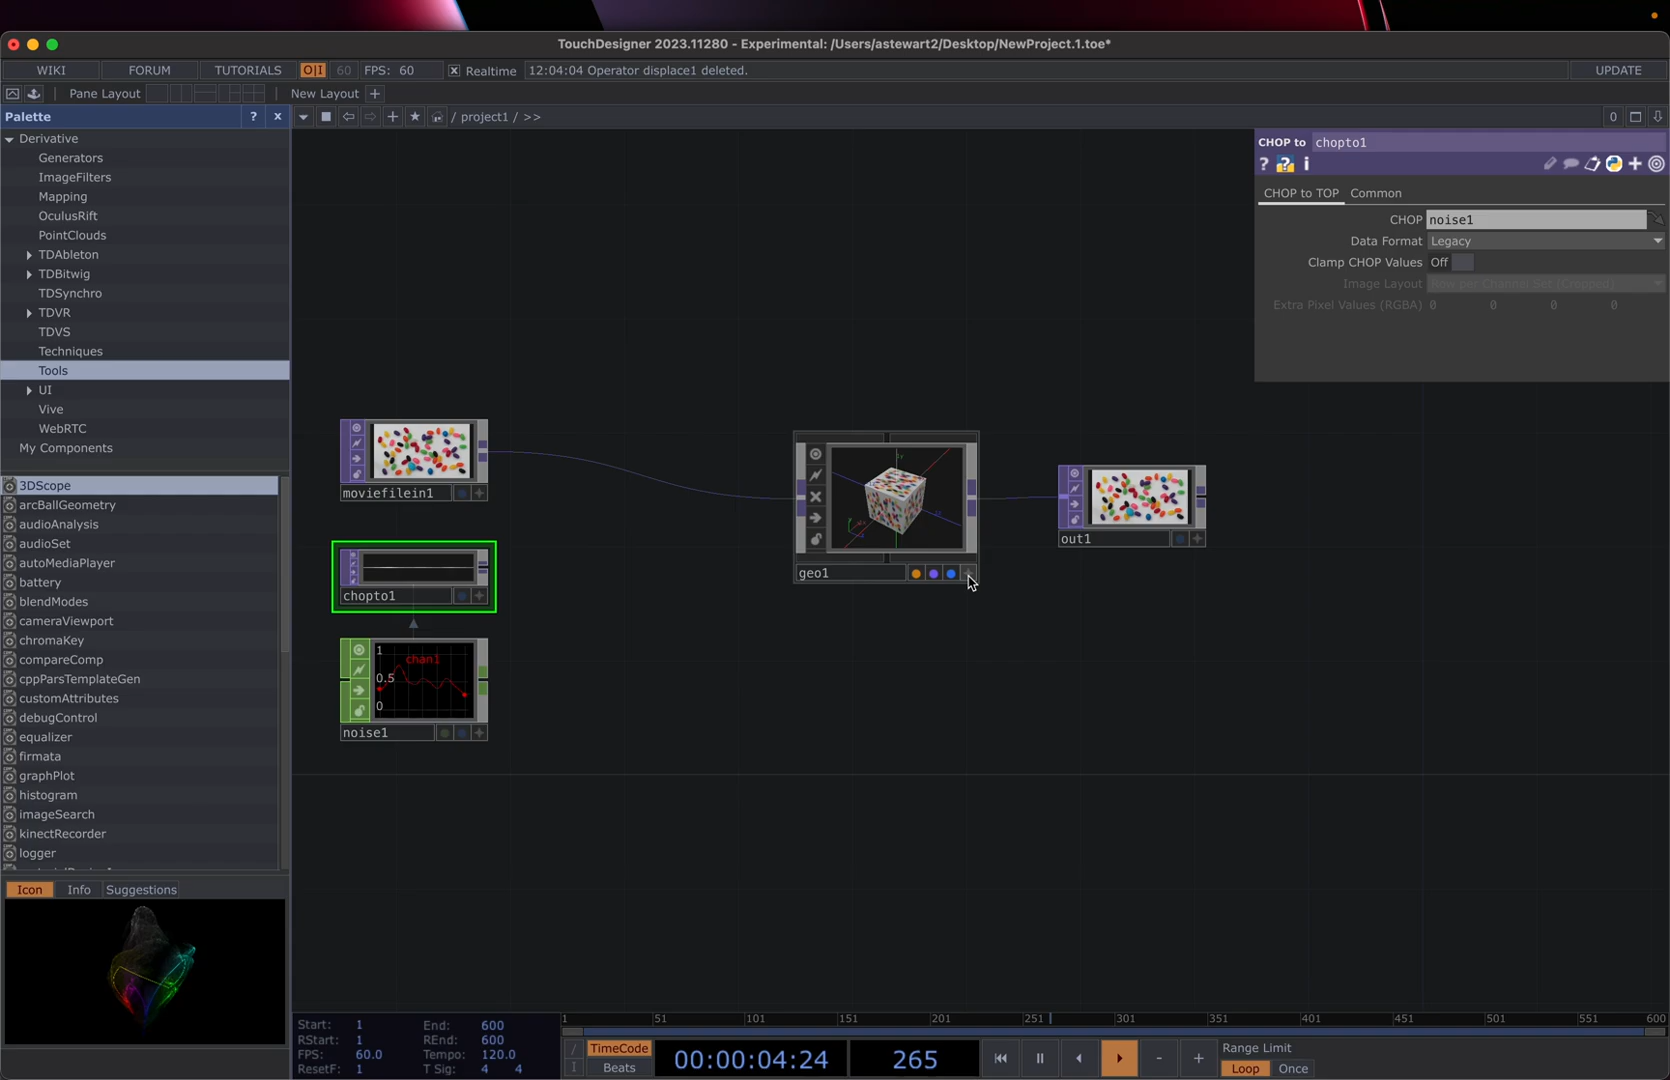 TouchDesigner 2023.11280 - Experimental: /Users/astewart2/Desktop/NewProject.1.toe*
WIKI FORUM TUTORIALS O|I 60 FPS: 60 Realtime 12:04:04 Operator displace1 deleted. UPDATE
Pane Layout New Layout +
Palette ? x / project1 / >> 0
Derivative
Generators
ImageFilters
Mapping
OculusRift
PointClouds
TDAbleton
TDBitwig
TDSynchro
TDVR
TDVS
Techniques
Tools
UI
Vive
WebRTC
My Components
3DScope
arcBallGeometry
audioAnalysis
audioSet
autoMediaPlayer
battery
blendModes
cameraViewport
chromaKey
compareComp
cppParsTemplateGen
customAttributes
debugControl
equalizer
firmata
graphPlot
histogram
imageSearch
kinectRecorder
logger
Icon Info Suggestions
CHOP to chopto1
? ? i
CHOP to TOP Common
CHOP noise1
Data Format Legacy
Clamp CHOP Values Off
Image Layout Row per Channel Set (Cropped)
Extra Pixel Values (RGBA) 0 0 0 0
moviefilein1
chopto1
1
chan1
0.5
0
noise1
geo1
out1
1 51 101 151 201 251 301 351 401 451 501 551 600
Start: 1 End: 600
RStart: 1 REnd: 600
FPS: 60.0 Tempo: 120.0
ResetF: 1 T Sig: 4 4
TimeCode
Beats
00:00:04:24
265
- +
Range Limit
Loop Once